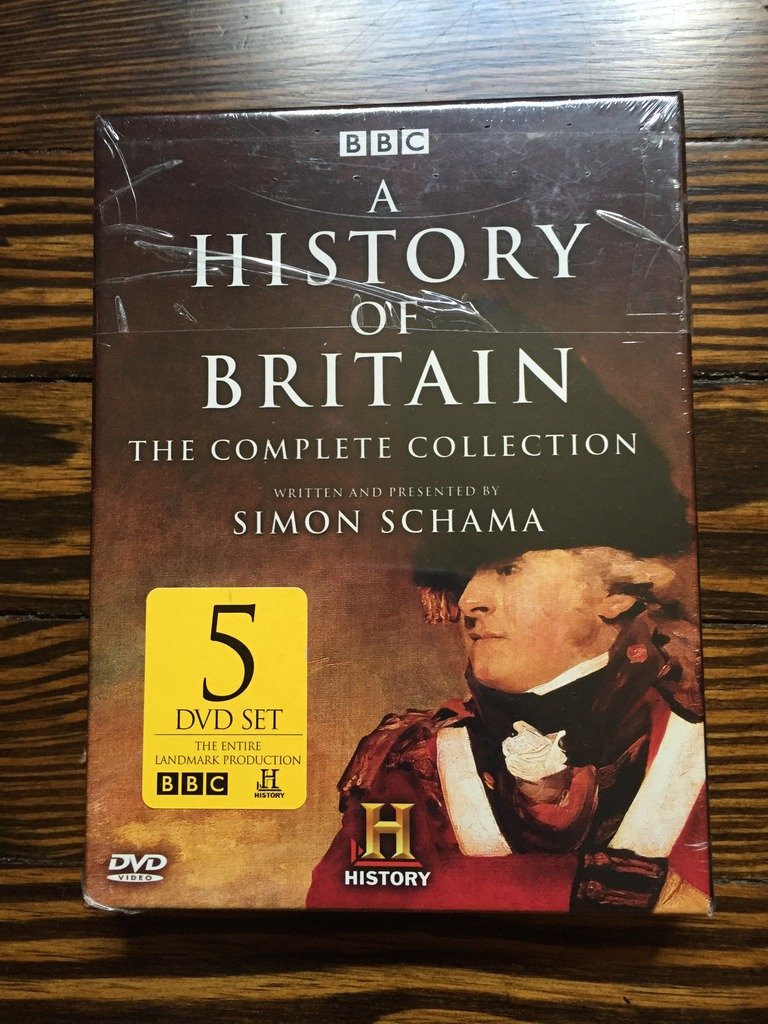 BBC
A
HISTORY
OF
BRITAIN
THE COMPLETE COLLECTION
WRITTEN AND PRESENTED BY
SIMON SCHAMA
5
DVD SET
THE ENTIRE
LANDMARK PRODUCTION
BBC H HISTORY
DVD
VIDEO
H
HISTORY